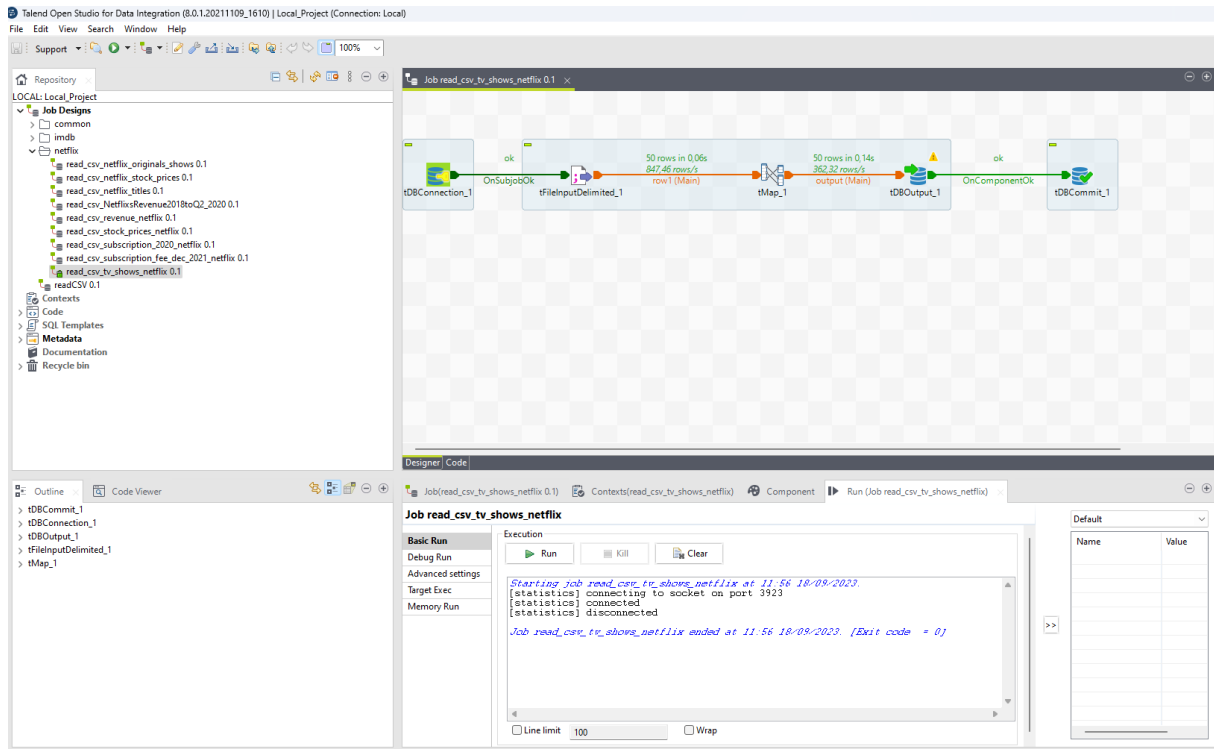 Talend Open Studio for Data Integration (8.0.1.20211109_1610) | Local_Project (Connection: Local)
File Edit View Search Window Help
Support 100%
Repository
LOCAL: Local_Project
Job Designs
common
imdb
netflix
read_csv_netflix_originals_shows 0.1
read_csv_netflix_stock_prices 0.1
read_csv_netflix_titles 0.1
read_csv_NetflixsRevenue2018toQ2_2020 0.1
read_csv_revenue_netflix 0.1
read_csv_stock_prices_netflix 0.1
read_csv_subscription_2020_netflix 0.1
read_csv_subscription_fee_dec_2021_netflix 0.1
read_csv_tv_shows_netflix 0.1
readCSV 0.1
Contexts
Code
SQL Templates
Metadata
Documentation
Recycle bin
Job read_csv_tv_shows_netflix 0.1
ok 50 rows in 0,06s 50 rows in 0,14s ok
847,46 rows/s 362,32 rows/s
OnSubjobOk row1 (Main) output (Main) OnComponentOk
tDBConnection_1 tFileInputDelimited_1 tMap_1 tDBOutput_1 tDBCommit_1
Designer Code
Outline Code Viewer
tDBCommit_1
tDBConnection_1
tDBOutput_1
tFileInputDelimited_1
tMap_1
Job(read_csv_tv_shows_netflix 0.1) Contexts(read_csv_tv_shows_netflix) Component Run (Job read_csv_tv_shows_netflix)
Job read_csv_tv_shows_netflix
Basic Run
Debug Run
Advanced settings
Target Exec
Memory Run
Execution
Run Kill Clear
Starting job read_csv_tv_shows_netflix at 11:56 18/09/2023.
[statistics] connecting to socket on port 3923
[statistics] connected
[statistics] disconnected
Job read_csv_tv_shows_netflix ended at 11:56 18/09/2023. [Exit code  = 0]
Line limit 100 Wrap
>>
Default
Name Value